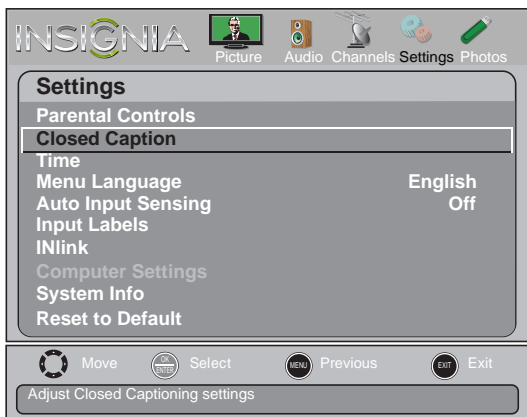 INSIGNIA
Picture Audio Channels Settings Photos
Settings
Parental Controls
Closed Caption
Time
Menu Language English
Auto Input Sensing Off
Input Labels
INlink
Computer Settings
System Info
Reset to Default
Move OK ENTER Select MENU Previous EXIT Exit
Adjust Closed Captioning settings